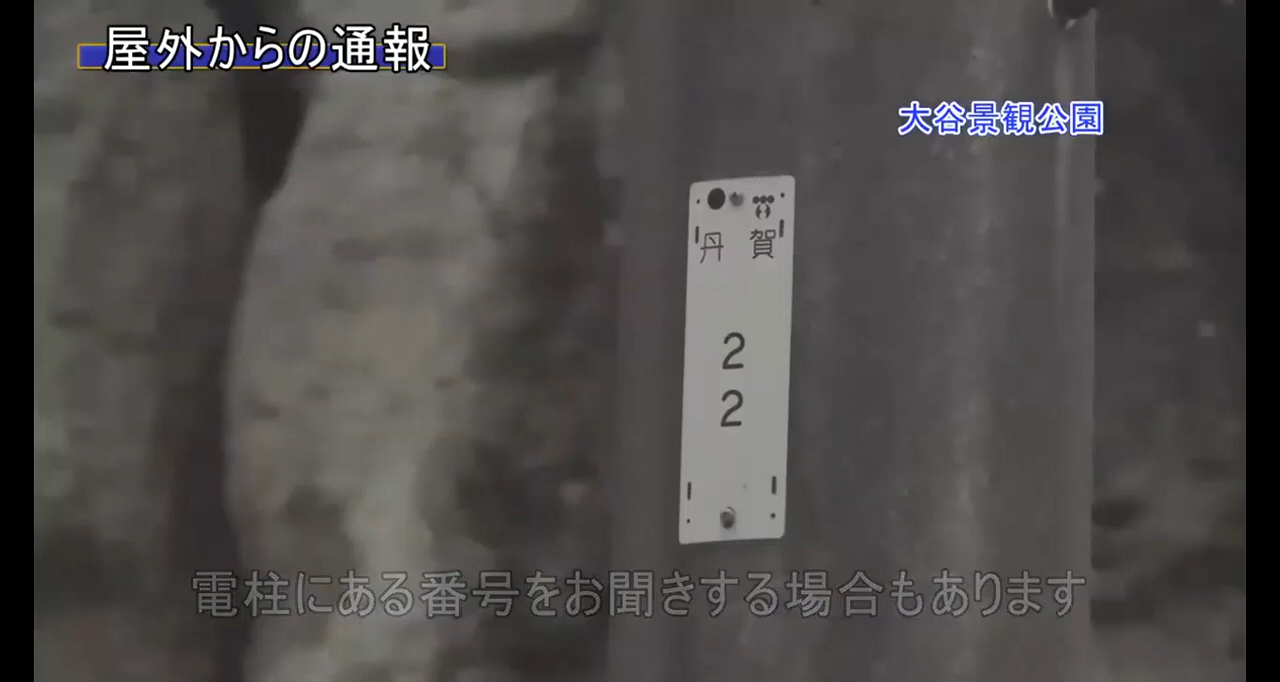 屋外からの通報
大谷景観公園
丹賀
2
2
電柱にある番号をお聞きする場合もあります